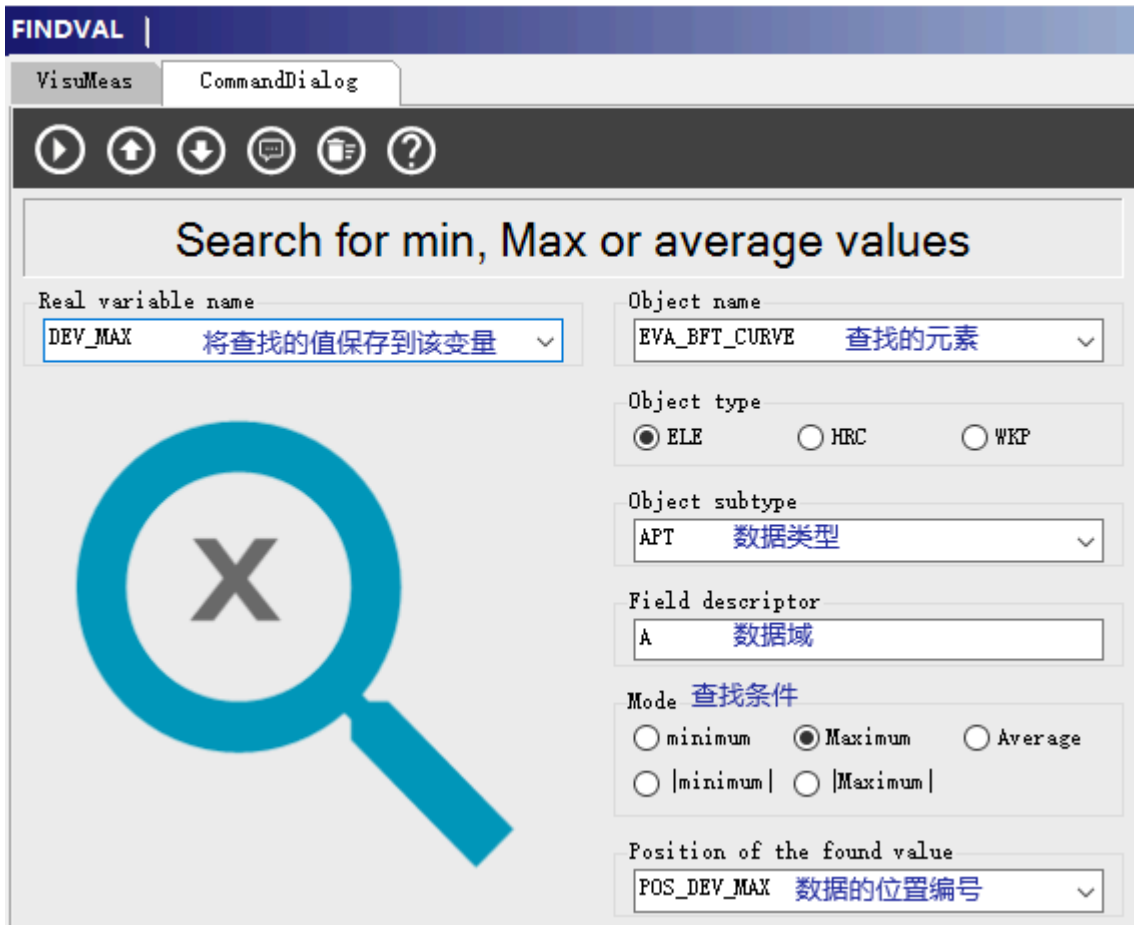 FINDVAL
VisuMeas CommandDialog
Search for min, Max or average values
Real variable name
DEV_MAX 将查找的值保存到该变量
X
Object name
EVA_BFT_CURVE 查找的元素
Object type
ELE HRC WKP
Object subtype
APT 数据类型
Field descriptor
A 数据域
Mode 查找条件
minimum Maximum Average
|minimum| |Maximum|
Position of the found value
POS_DEV_MAX 数据的位置编号